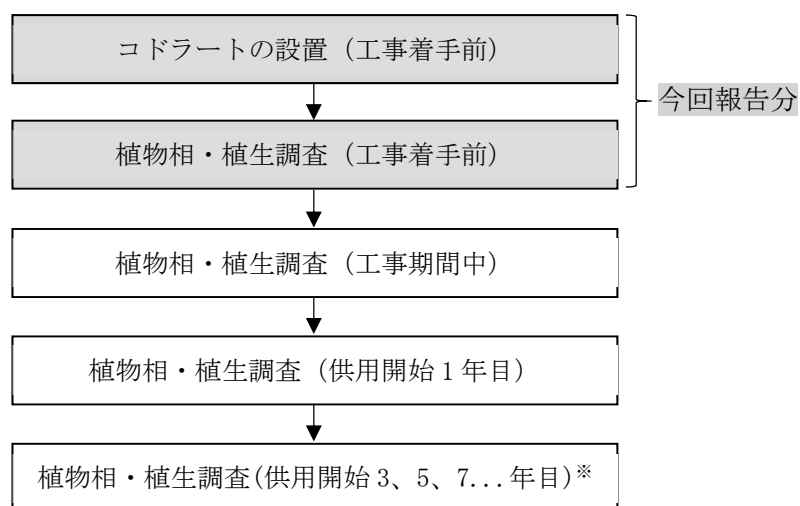 コドラートの設置（工事着手前）
今回報告分
植物相・植生調査（工事着手前）
植物相・植生調査（工事期間中）
植物相・植生調査（供用開始1年目）
植物相・植生調査(供用開始3、5、7...年目)※